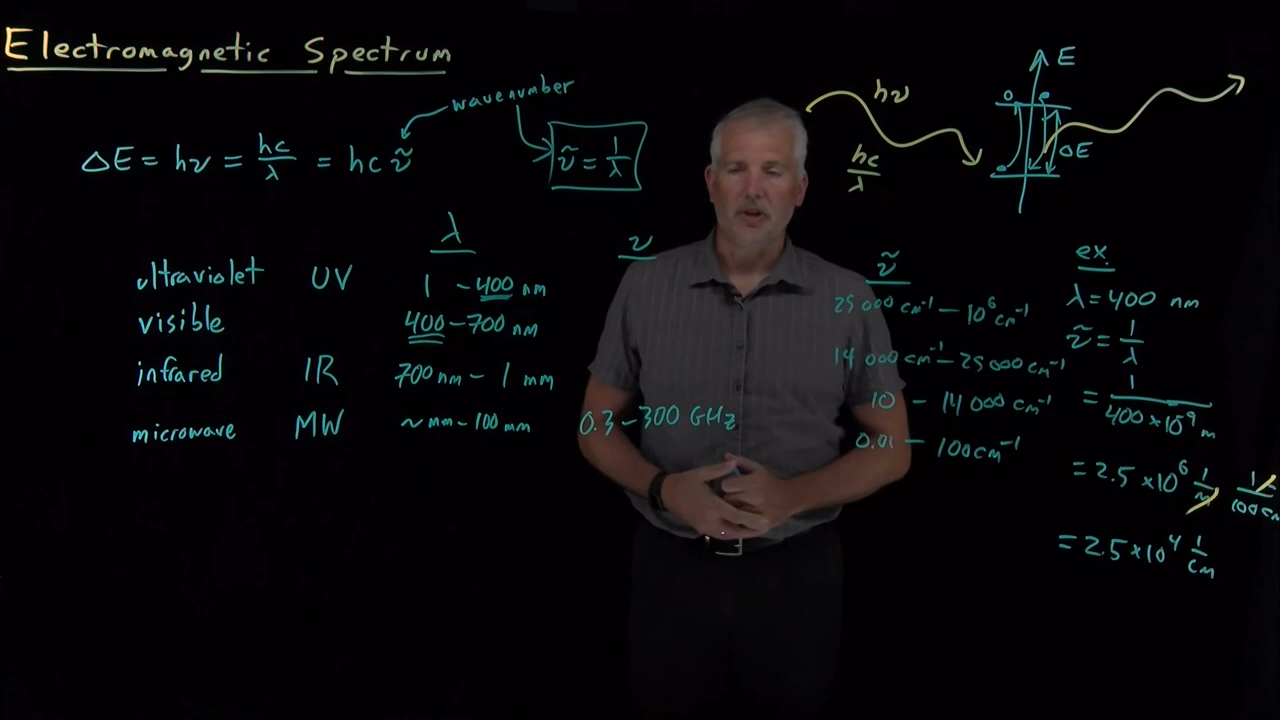 Electromagnetic Spectrum
wavenumber
ΔE = hν = hc/λ = hc ν̃
ν̃ = 1/λ
hν
hc/λ
E
ΔE
λ
ν
ν̃
ultraviolet UV 1 - 400 nm 25 000 cm⁻¹ - 10⁶ cm⁻¹
visible 400 - 700 nm 14 000 cm⁻¹ - 25 000 cm⁻¹
infrared IR 700 nm - 1 mm 10 - 14 000 cm⁻¹
microwave MW ~mm - 100 mm 0.3 - 300 GHz 0.01 - 100 cm⁻¹
ex.
λ = 400 nm
ν̃ = 1/λ
= 1/400 × 10⁻⁹ m
= 2.5 × 10⁶ 1/m 1 m/100 cm
= 2.5 × 10⁴ 1/cm